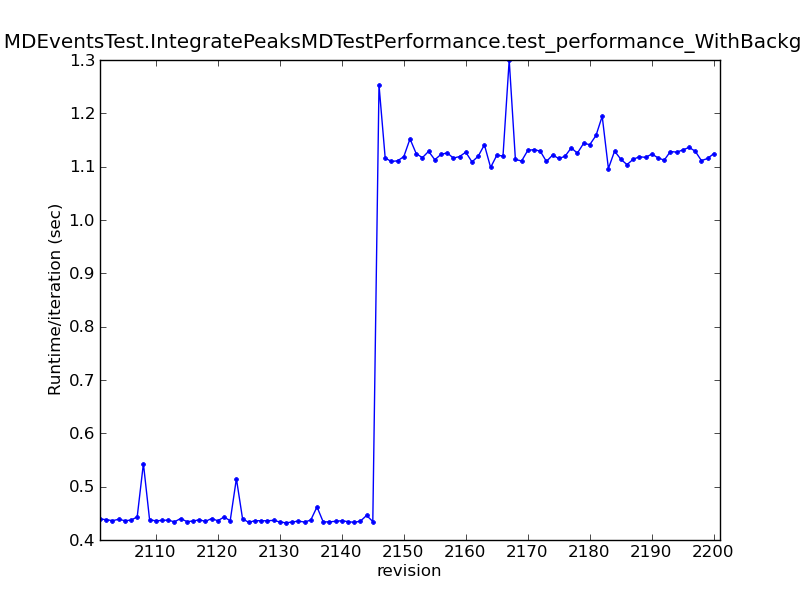 MDEventsTest.IntegratePeaksMDTestPerformance.test_performance_WithBackg
1.3
1.2
1.1
1.0
0.9
0.8
0.7
0.6
0.5
0.4
Runtime/iteration (sec)
2110 2120 2130 2140 2150 2160 2170 2180 2190 2200
revision